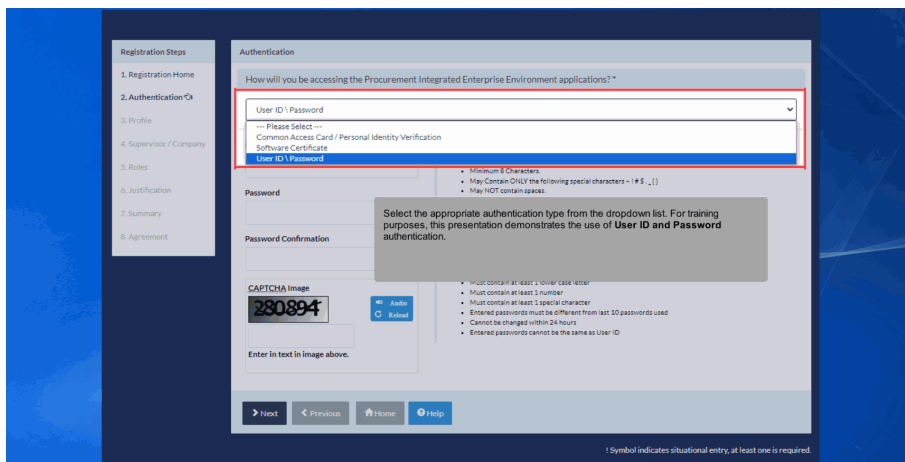 Registration Steps
1. Registration Home
2. Authentication
3. Profile
4. Supervisor / Company
5. Roles
6. Justification
7. Summary
8. Agreement
Authentication
How will you be accessing the Procurement Integrated Enterprise Environment applications? *
User ID \ Password
--- Please Select ---
Common Access Card / Personal Identity Verification
Software Certificate
User ID \ Password
Minimum 8 Characters.
May Contain ONLY the following special characters – ! # $ . _ { }
May NOT contain spaces.
Password
Select the appropriate authentication type from the dropdown list. For training
purposes, this presentation demonstrates the use of User ID and Password
authentication.
Password Confirmation
Must contain at least 1 lower case letter
Must contain at least 1 number
Must contain at least 1 special character
Entered passwords must be different from last 10 passwords used
Cannot be changed within 24 hours
Entered passwords cannot be the same as User ID
CAPTCHA Image
280894
Audio
Reload
Enter in text in image above.
Next
Previous
Home
Help
! Symbol indicates situational entry, at least one is required.